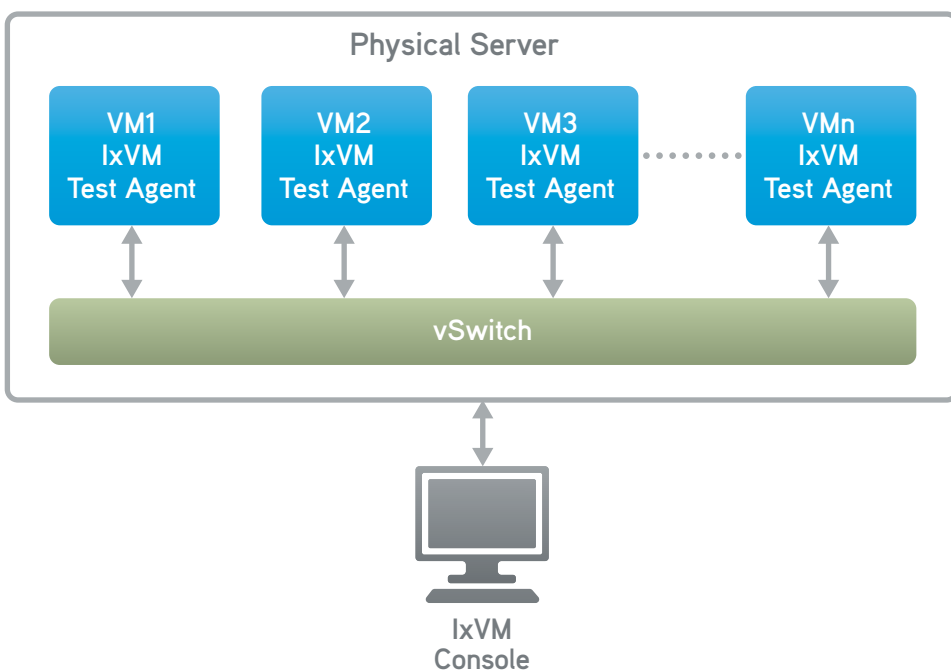 Physical Server
VM1
IxVM
Test Agent
VM2
IxVM
Test Agent
VM3
IxVM
Test Agent
VMn
IxVM
Test Agent
vSwitch
IxVM
Console